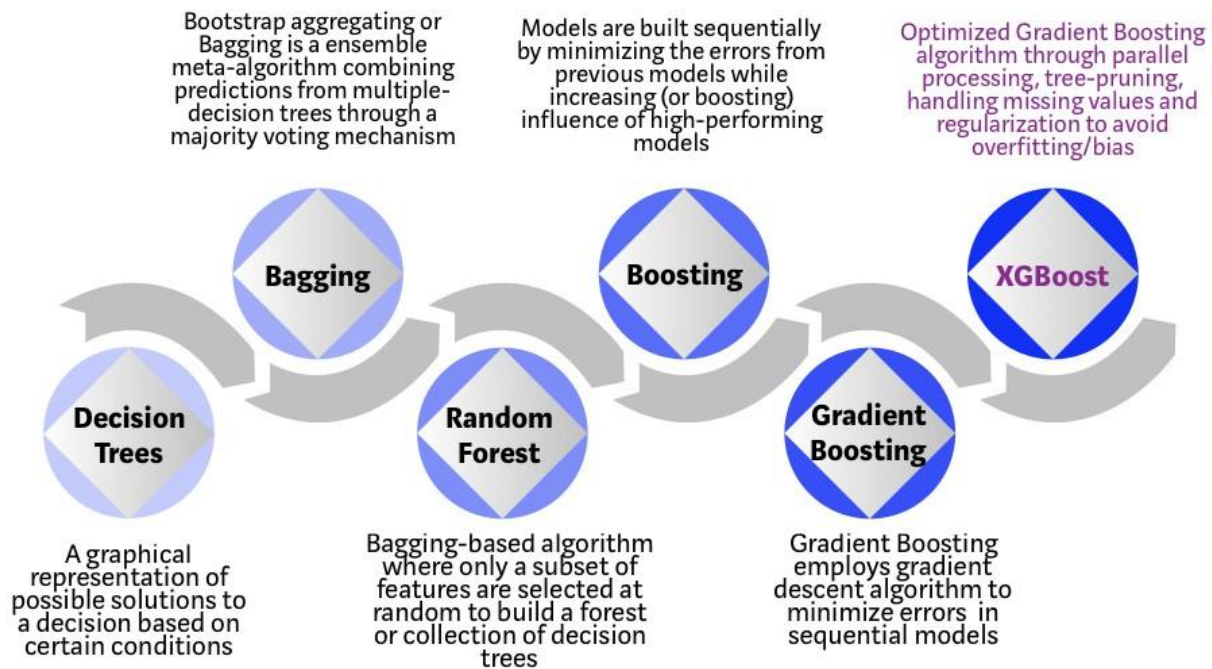 Bootstrap aggregating or
Bagging is a ensemble
meta-algorithm combining
predictions from multiple-
decision trees through a
majority voting mechanism
Models are built sequentially
by minimizing the errors from
previous models while
increasing (or boosting)
influence of high-performing
models
Optimized Gradient Boosting
algorithm through parallel
processing, tree-pruning,
handling missing values and
regularization to avoid
overfitting/bias
Bagging
Boosting
XGBoost
Decision
Trees
Random
Forest
Gradient
Boosting
A graphical
representation of
possible solutions to
a decision based on
certain conditions
Bagging-based algorithm
where only a subset of
features are selected at
random to build a forest
or collection of decision
trees
Gradient Boosting
employs gradient
descent algorithm to
minimize errors in
sequential models